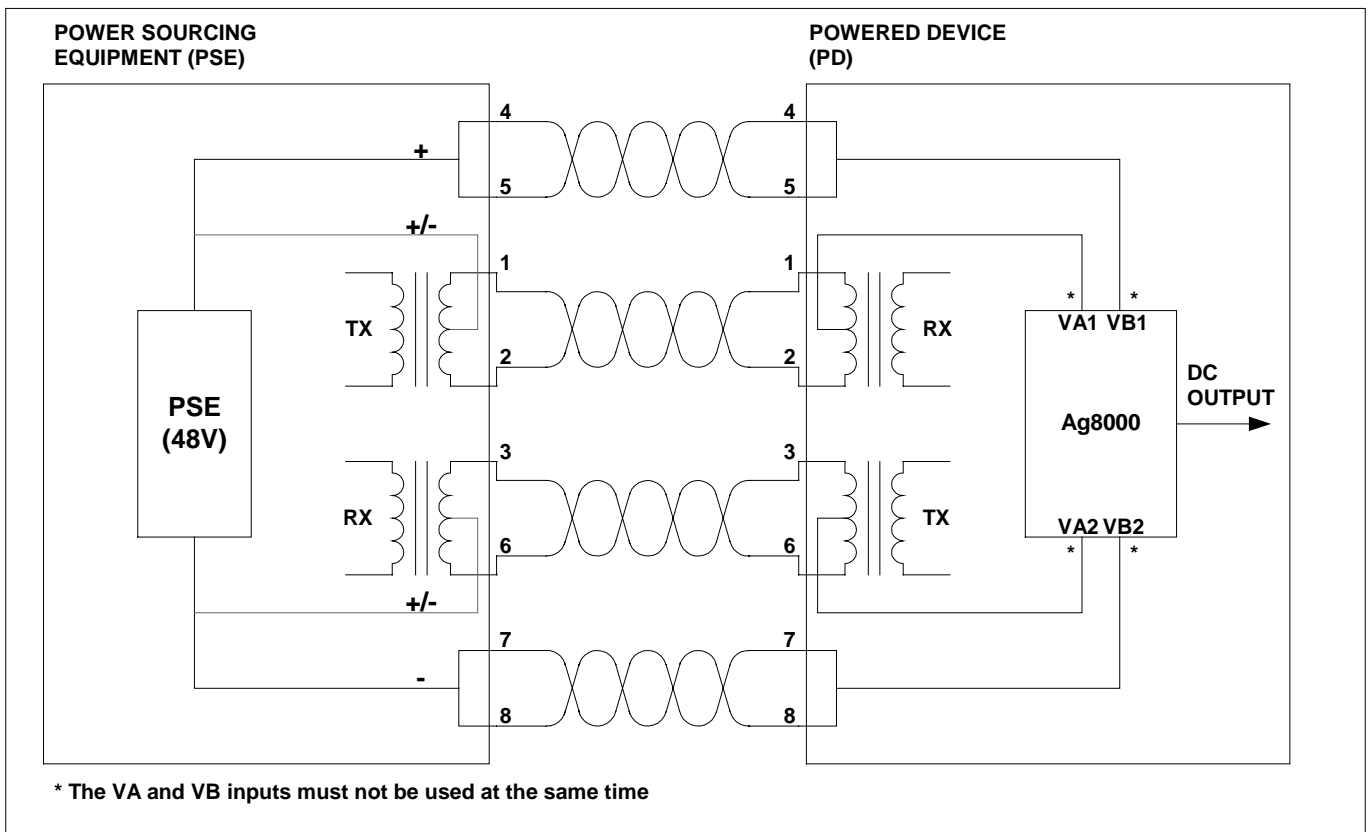 POWER SOURCING
EQUIPMENT (PSE)
POWERED DEVICE
(PD)
4
4
+
5
5
+/-
1
1
* *
VA1 VB1
TX
RX
2
2
DC
OUTPUT
PSE
(48V)
Ag8000
3
3
RX
TX
VA2 VB2
* *
6
6
+/-
7
7
-
8
8
* The VA and VB inputs must not be used at the same time